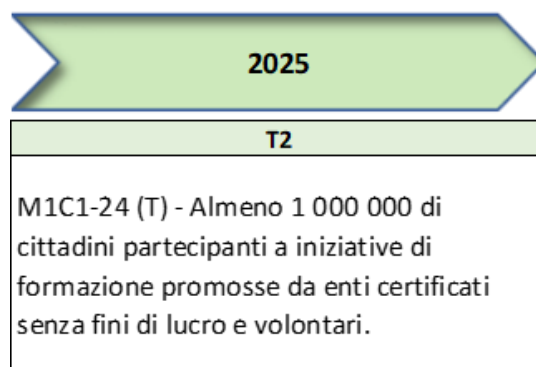 2025
T2
M1C1-24 (T) - Almeno 1 000 000 di
cittadini partecipanti a iniziative di
formazione promosse da enti certificati
senza fini di lucro e volontari.